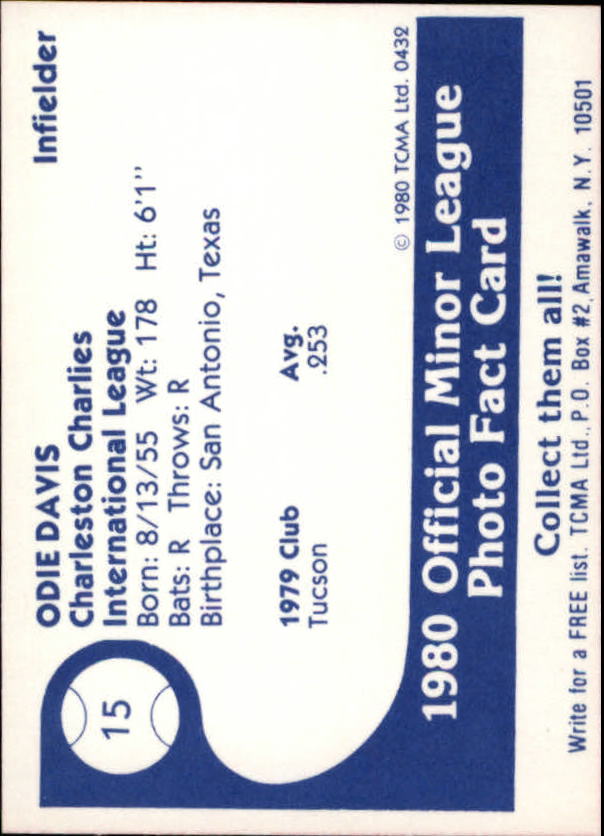 15
ODIE DAVIS Infielder
Charleston Charlies
International League
Born: 8/13/55 Wt: 178 Ht: 6'1''
Bats: R Throws: R
Birthplace: San Antonio, Texas
1979 Club Avg.
Tucson .253
© 1980 TCMA Ltd. 0432
1980 Official Minor League
Photo Fact Card
Collect them all!
Write for a FREE list. TCMA Ltd., P.O. Box #2, Amawalk, N.Y. 10501